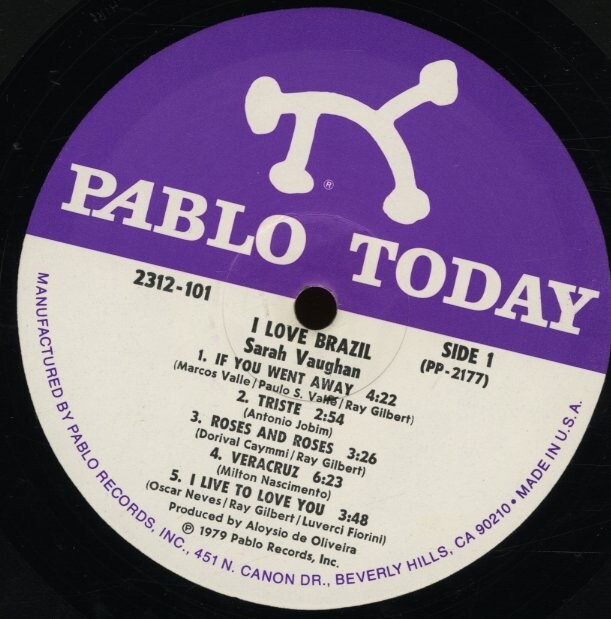 ®
PABLO TODAY
2312-101
I LOVE BRAZIL
Sarah Vaughan
SIDE 1
(PP-2177)
1. IF YOU WENT AWAY 4:22
(Marcos Valle/Paulo S. Valle/Ray Gilbert)
2. TRISTE 2:54
(Antonio Jobim)
3. ROSES AND ROSES 3:26
(Dorival Caymmi/Ray Gilbert)
4. VERACRUZ 6:23
(Milton Nascimento)
5. I LIVE TO LOVE YOU 3:48
(Oscar Neves/Ray Gilbert/Luverci Fiorini)
Produced by Aloysio de Oliveira
℗ 1979 Pablo Records, Inc.
MANUFACTURED BY PABLO RECORDS, INC., 451 N. CANON DR., BEVERLY HILLS, CA 90210 • MADE IN U.S.A.